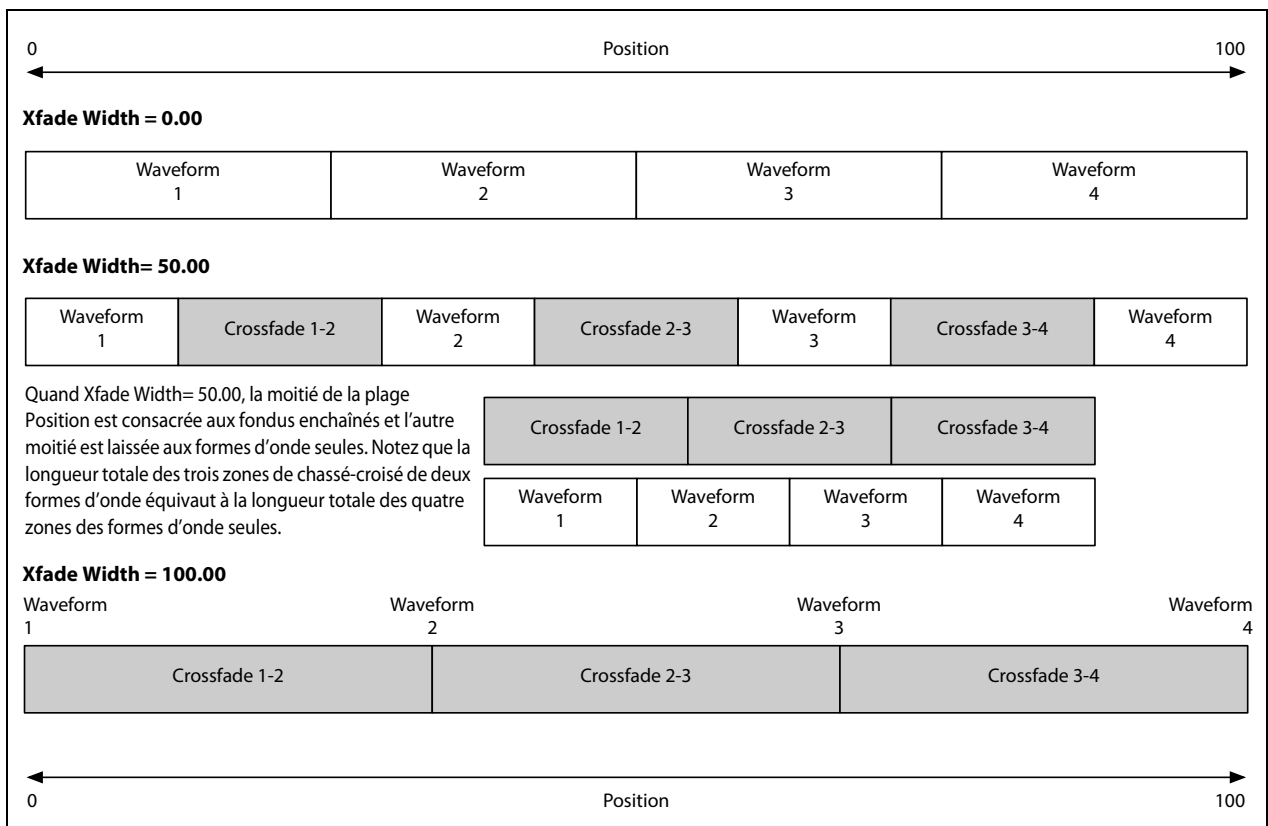 0 Position 100
Xfade Width = 0.00
Waveform Waveform Waveform Waveform
1 2 3 4
Xfade Width= 50.00
Waveform 1 Crossfade 1-2 Waveform 2 Crossfade 2-3 Waveform 3 Crossfade 3-4 Waveform 4
Quand Xfade Width= 50.00, la moitié de la plage
Position est consacrée aux fondus enchaînés et l'autre
moitié est laissée aux formes d'onde seules. Notez que la
longueur totale des trois zones de chassé-croisé de deux
formes d'onde équivaut à la longueur totale des quatre
zones des formes d'onde seules.
Crossfade 1-2 Crossfade 2-3 Crossfade 3-4
Waveform Waveform Waveform Waveform
1 2 3 4
Xfade Width = 100.00
Waveform Waveform Waveform Waveform
1 2 3 4
Crossfade 1-2 Crossfade 2-3 Crossfade 3-4
0 Position 100